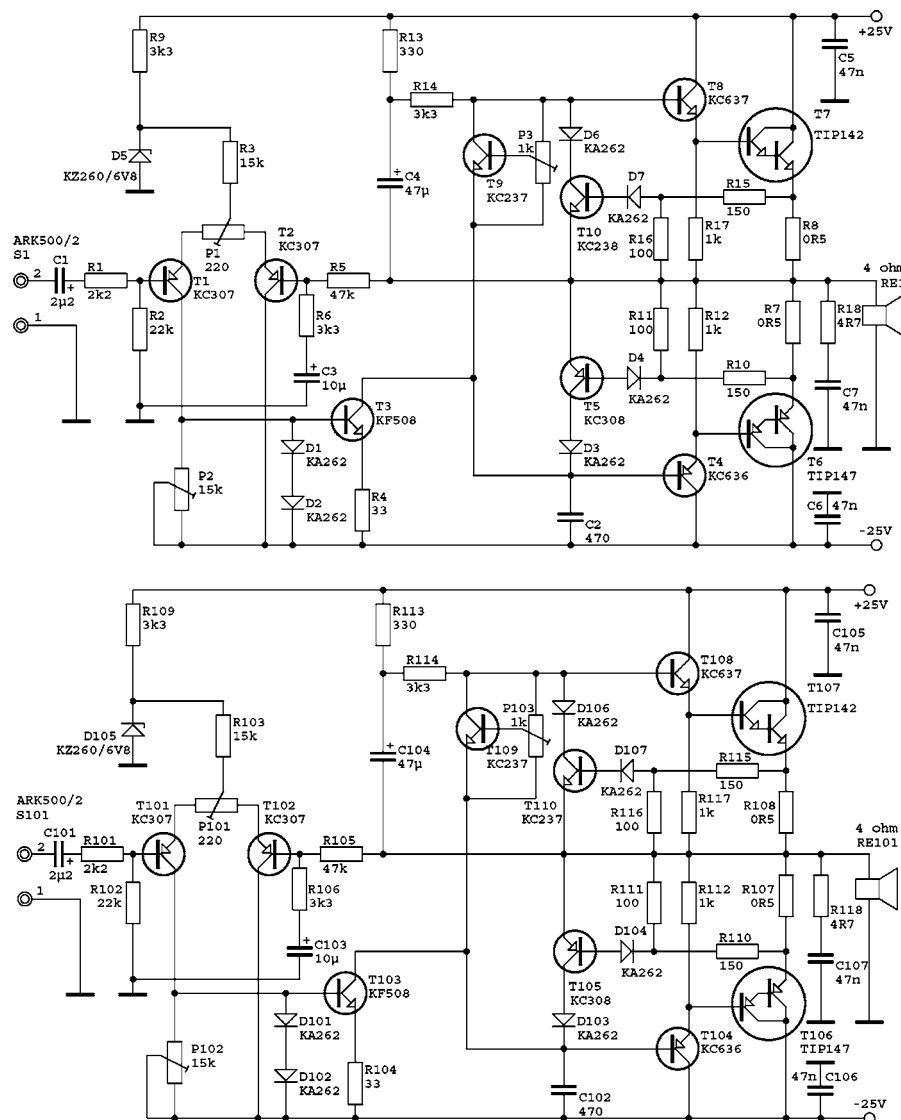 R9
3k3
R13
330
+25V
C5
47n
R14
3k3
T8
KC637
T7
TIP142
D5
KZ260/6V8
R3
15k
P3
1k
D6
KA262
C4
47µ
T9
KC237
D7
KA262
R15
150
ARK500/2
S1
T2
KC307
P1
220
T10
KC238
R16
100
R17
1k
R8
0R5
2
C1
2µ2
R1
2k2
T1
KC307
R5
47k
4 ohm
RE1
1
R2
22k
R6
3k3
R11
100
R12
1k
R7
0R5
R18
4R7
C3
10µ
D4
KA262
R10
150
C7
47n
T3
KF508
T5
KC308
D1
KA262
D3
KA262
T4
KC636
T6
TIP147
P2
15k
D2
KA262
R4
33
C2
470
C6
47n
-25V
R109
3k3
R113
330
+25V
C105
47n
R114
3k3
T108
KC637
T107
TIP142
D105
KZ260/6V8
R103
15k
P103
1k
D106
KA262
C104
47µ
T109
KC237
D107
KA262
R115
150
ARK500/2
S101
T101
KC307
P101
220
T102
KC307
T110
KC237
R116
100
R117
1k
R108
0R5
2
C101
2µ2
R101
2k2
R105
47k
4 ohm
RE101
1
R102
22k
R106
3k3
R111
100
R112
1k
R107
0R5
R118
4R7
C103
10µ
D104
KA262
R110
150
C107
47n
T103
KF508
T105
KC308
D101
KA262
D103
KA262
T104
KC636
T106
TIP147
P102
15k
D102
KA262
R104
33
C102
470
47n
C106
-25V